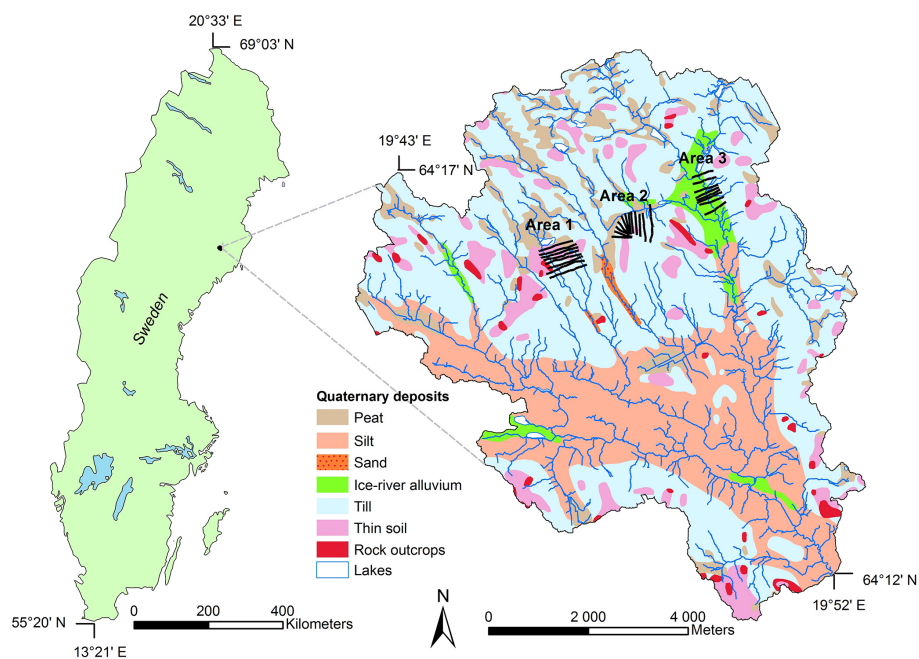 20°33' E
69°03' N
19°43' E
64°17' N
Area 3
Area 2
Area 1
Sweden
Quaternary deposits
Peat
Silt
Sand
Ice-river alluvium
Till
Thin soil
Rock outcrops
Lakes
64°12' N
19°52' E
N
0 200 400
Kilometers
0 2 000 4 000
Meters
55°20' N
13°21' E